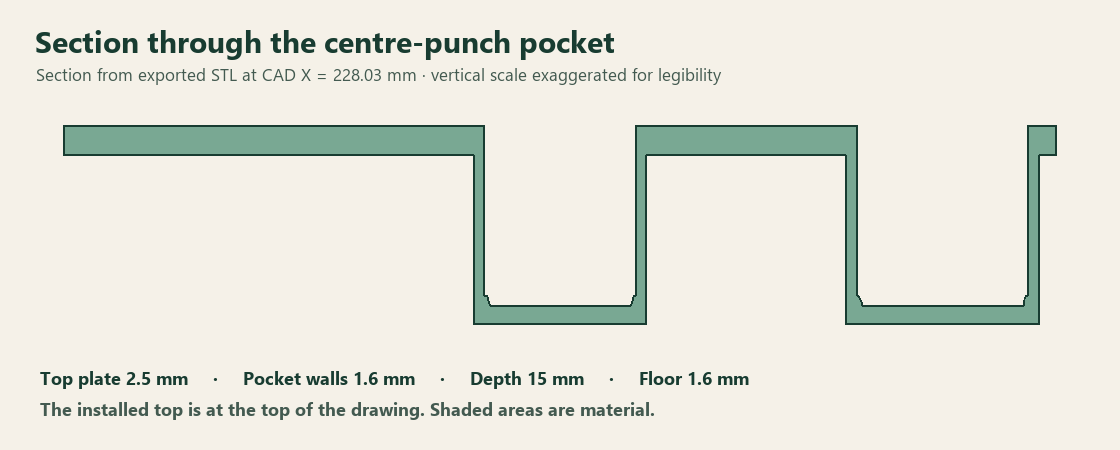 Section through the centre-punch pocket
Section from exported STL at CAD X = 228.03 mm · vertical scale exaggerated for legibility
Top plate 2.5 mm · Pocket walls 1.6 mm · Depth 15 mm · Floor 1.6 mm
The installed top is at the top of the drawing. Shaded areas are material.